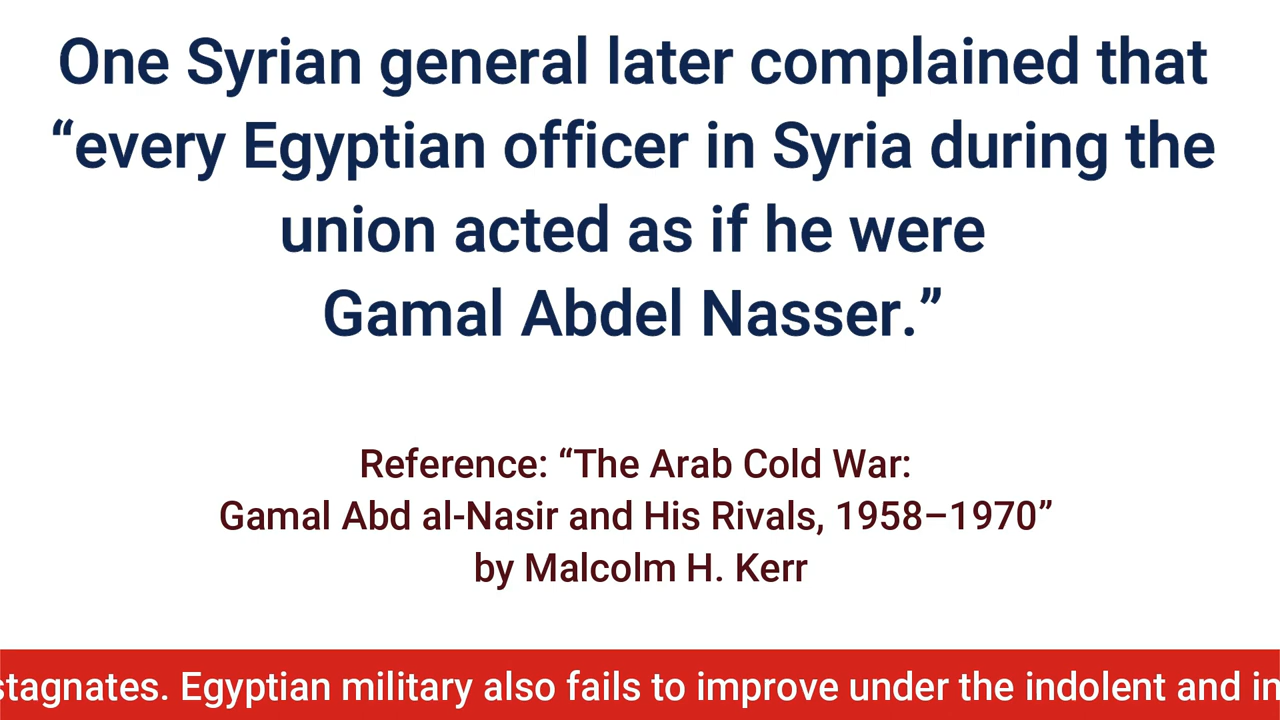 One Syrian general later complained that
“every Egyptian officer in Syria during the
union acted as if he were
Gamal Abdel Nasser.”
Reference: “The Arab Cold War:
Gamal Abd al-Nasir and His Rivals, 1958–1970”
by Malcolm H. Kerr
stagnates. Egyptian military also fails to improve under the indolent and in